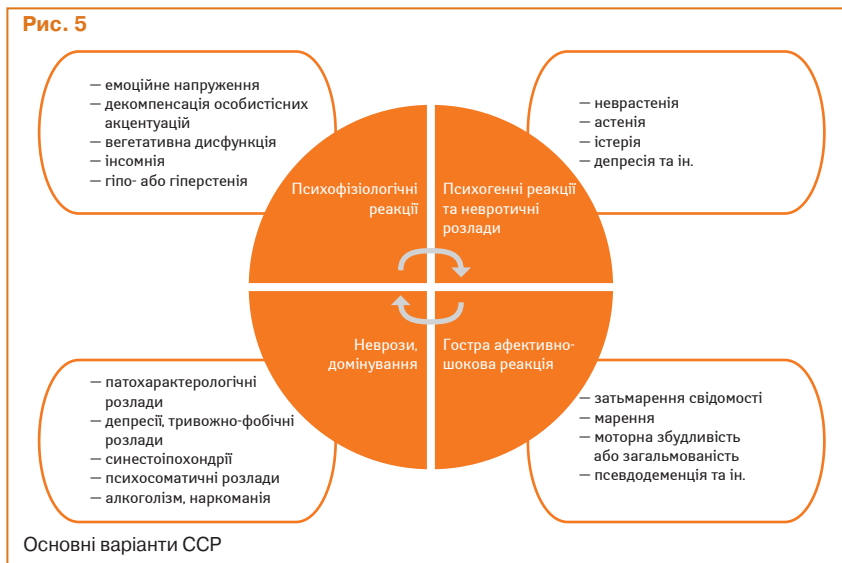 Рис. 5
— емоційне напруження
— декомпенсація особистісних
акцентуацій
— вегетативна дисфункція
— інсомнія
— гіпо- або гіперстенія
— неврастенія
— астенія
— істерія
— депресія та ін.
Психофізіологічні
реакції
Психогенні реакції
та невротичні
розлади
Неврози,
домінування
Гостра афективно-
шокова реакція
— патохарактерологічні
розлади
— депресії, тривожно-фобічні
розлади
— синестоіпохондрії
— психосоматичні розлади
— алкоголізм, наркоманія
— затьмарення свідомості
— марення
— моторна збудливість
або загальмованість
— псевдодеменція та ін.
Основні варіанти ССР